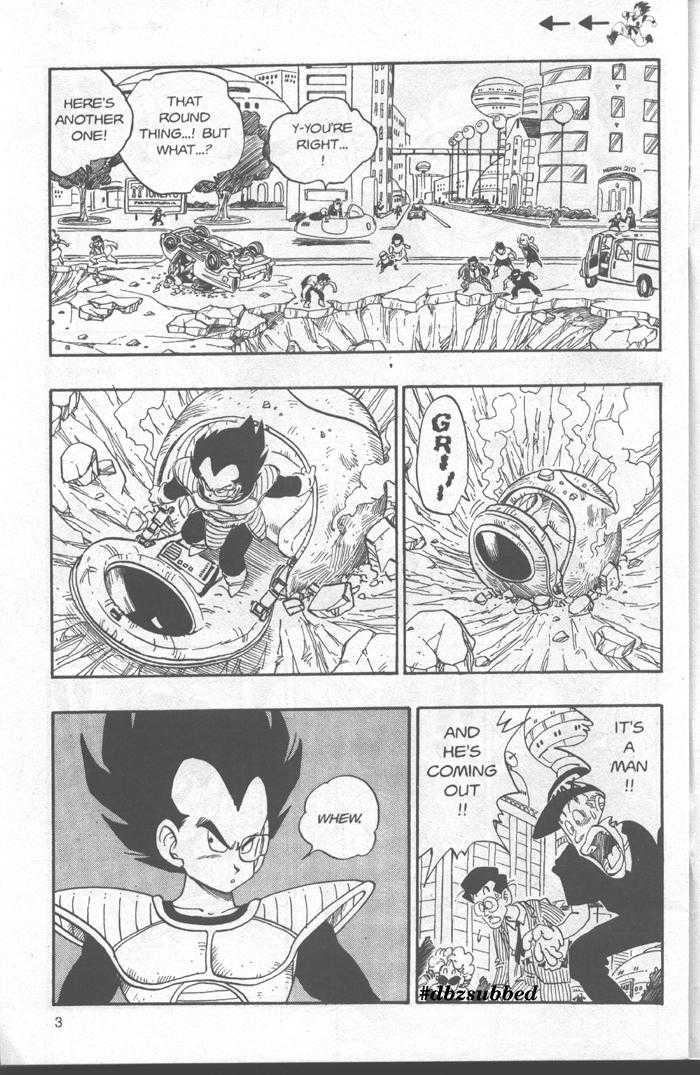 Y-YOU'RE
RIGHT...
!
THAT
ROUND
THING...! BUT
WHAT...?
HERE'S
ANOTHER
ONE!
GRIII
IT'S
A
MAN
!!
AND
HE'S
COMING
OUT
!!
WHEW.
#dbzsubbed
3